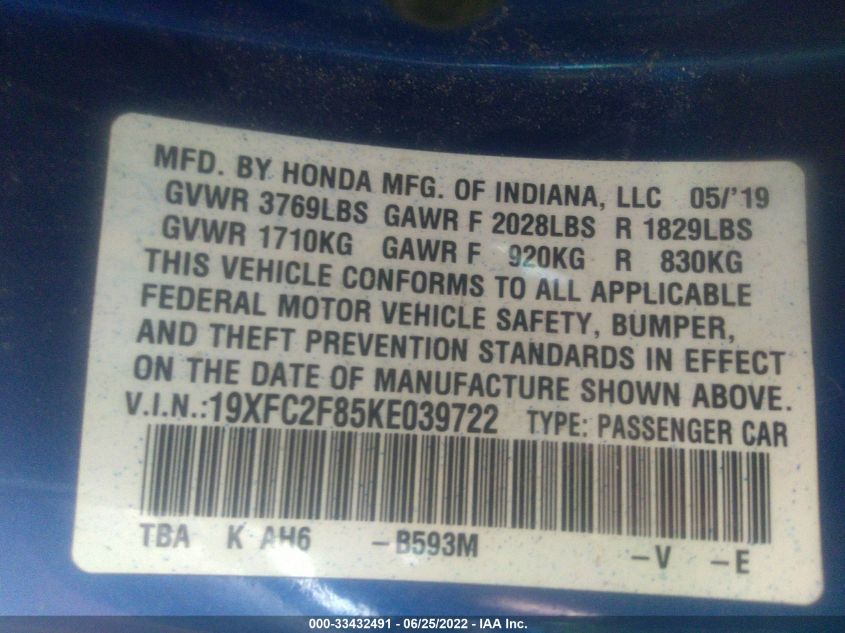 MFD. BY HONDA MFG. OF INDIANA, LLC 05/'19
GVWR 3769LBS GAWR F 2028LBS R 1829LBS
GVWR 1710KG GAWR F 920KG R 830KG
THIS VEHICLE CONFORMS TO ALL APPLICABLE
FEDERAL MOTOR VEHICLE SAFETY, BUMPER,
AND THEFT PREVENTION STANDARDS IN EFFECT
ON THE DATE OF MANUFACTURE SHOWN ABOVE.
V.I.N.:19XFC2F85KE039722 TYPE: PASSENGER CAR
TBA K AH6 -B593M -V -E
000-33432491 - 06/25/2022 - IAA Inc.